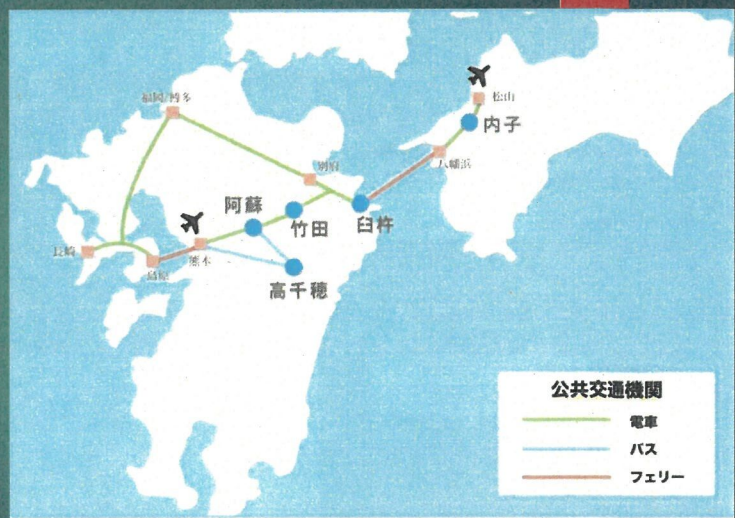 松山
内子
八幡浜
福岡/博多
別府
臼杵
竹田
阿蘇
熊本
島原
長崎
高千穂
公共交通機関
電車
バス
フェリー